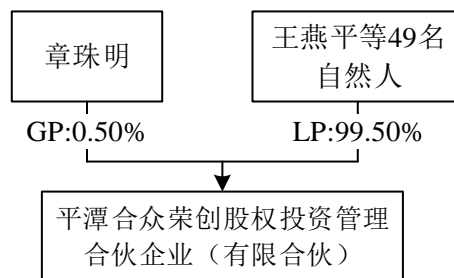 章珠明
王燕平等49名
自然人
GP:0.50%
LP:99.50%
平潭合众荣创股权投资管理
合伙企业（有限合伙）